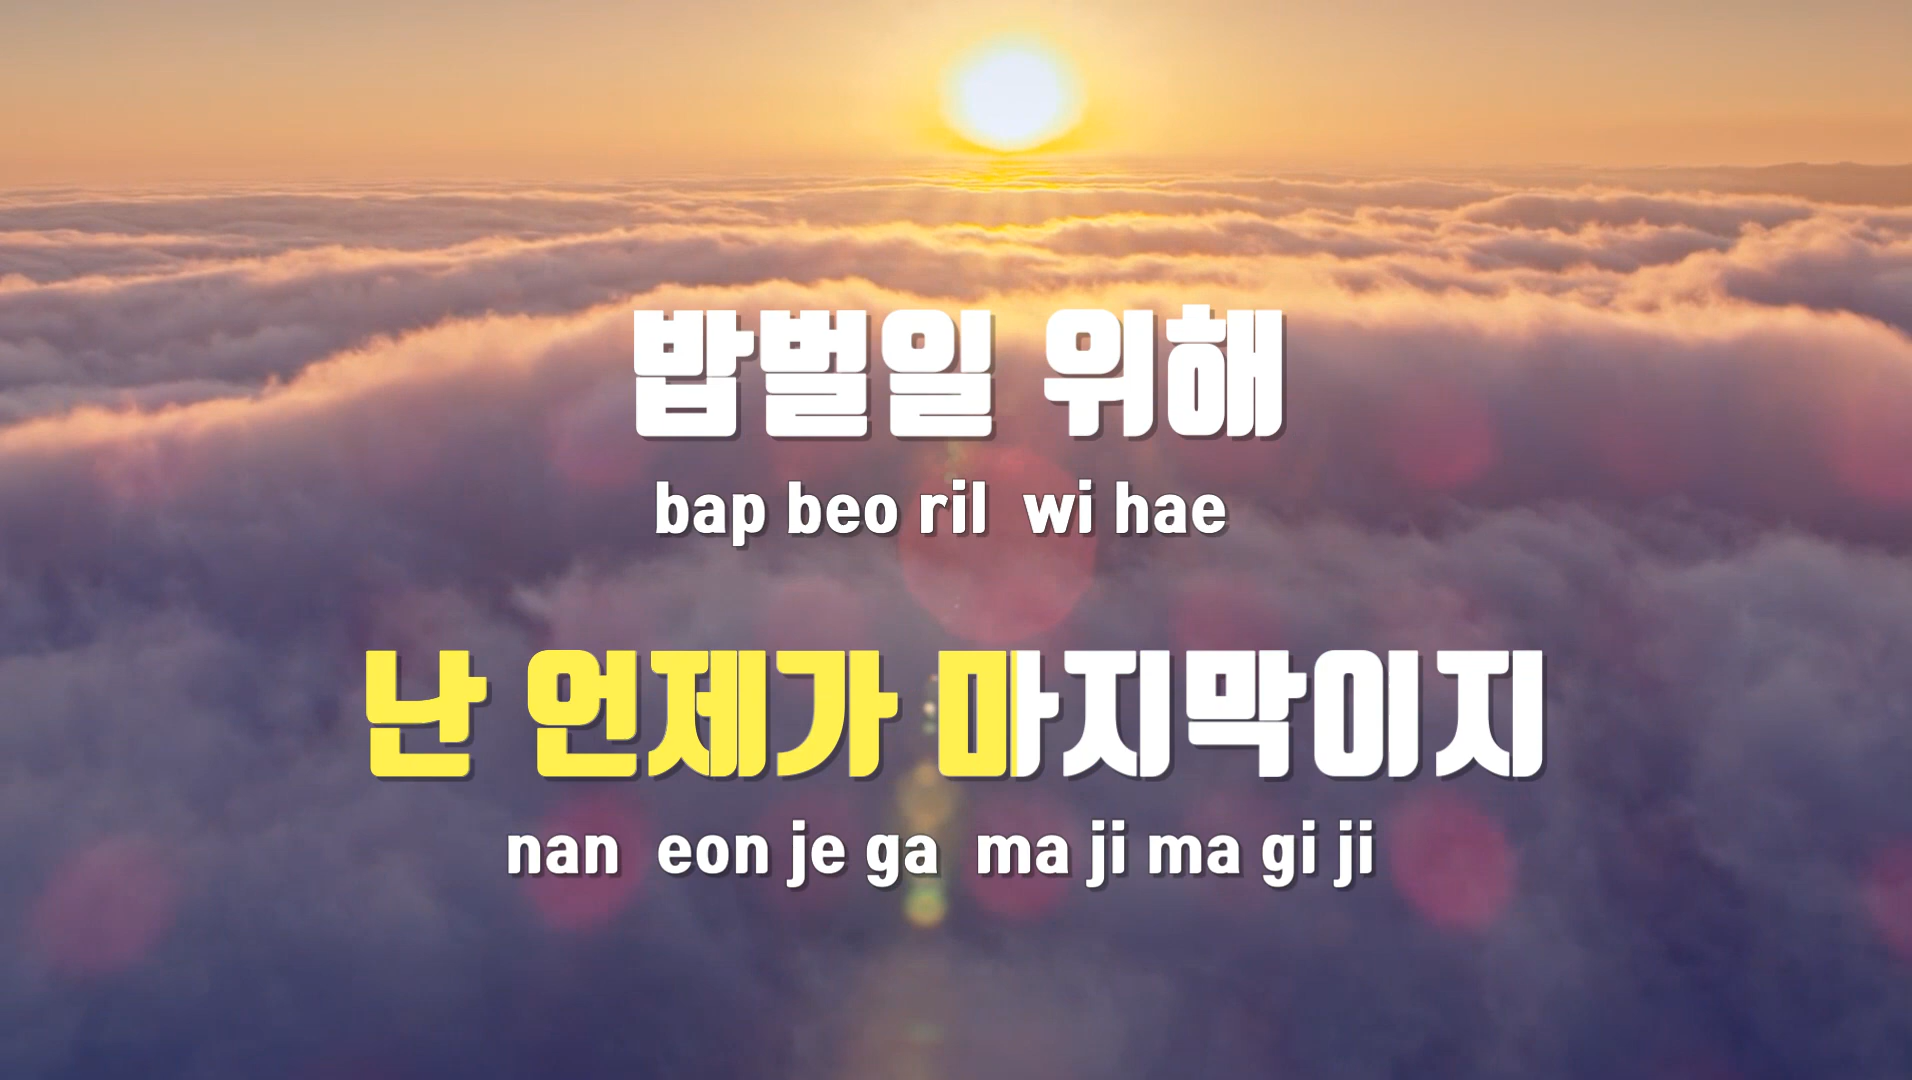 밥벌일 위해
bap beo ril wi hae
난 언제가 마지막이지
nan eon je ga ma ji ma gi ji